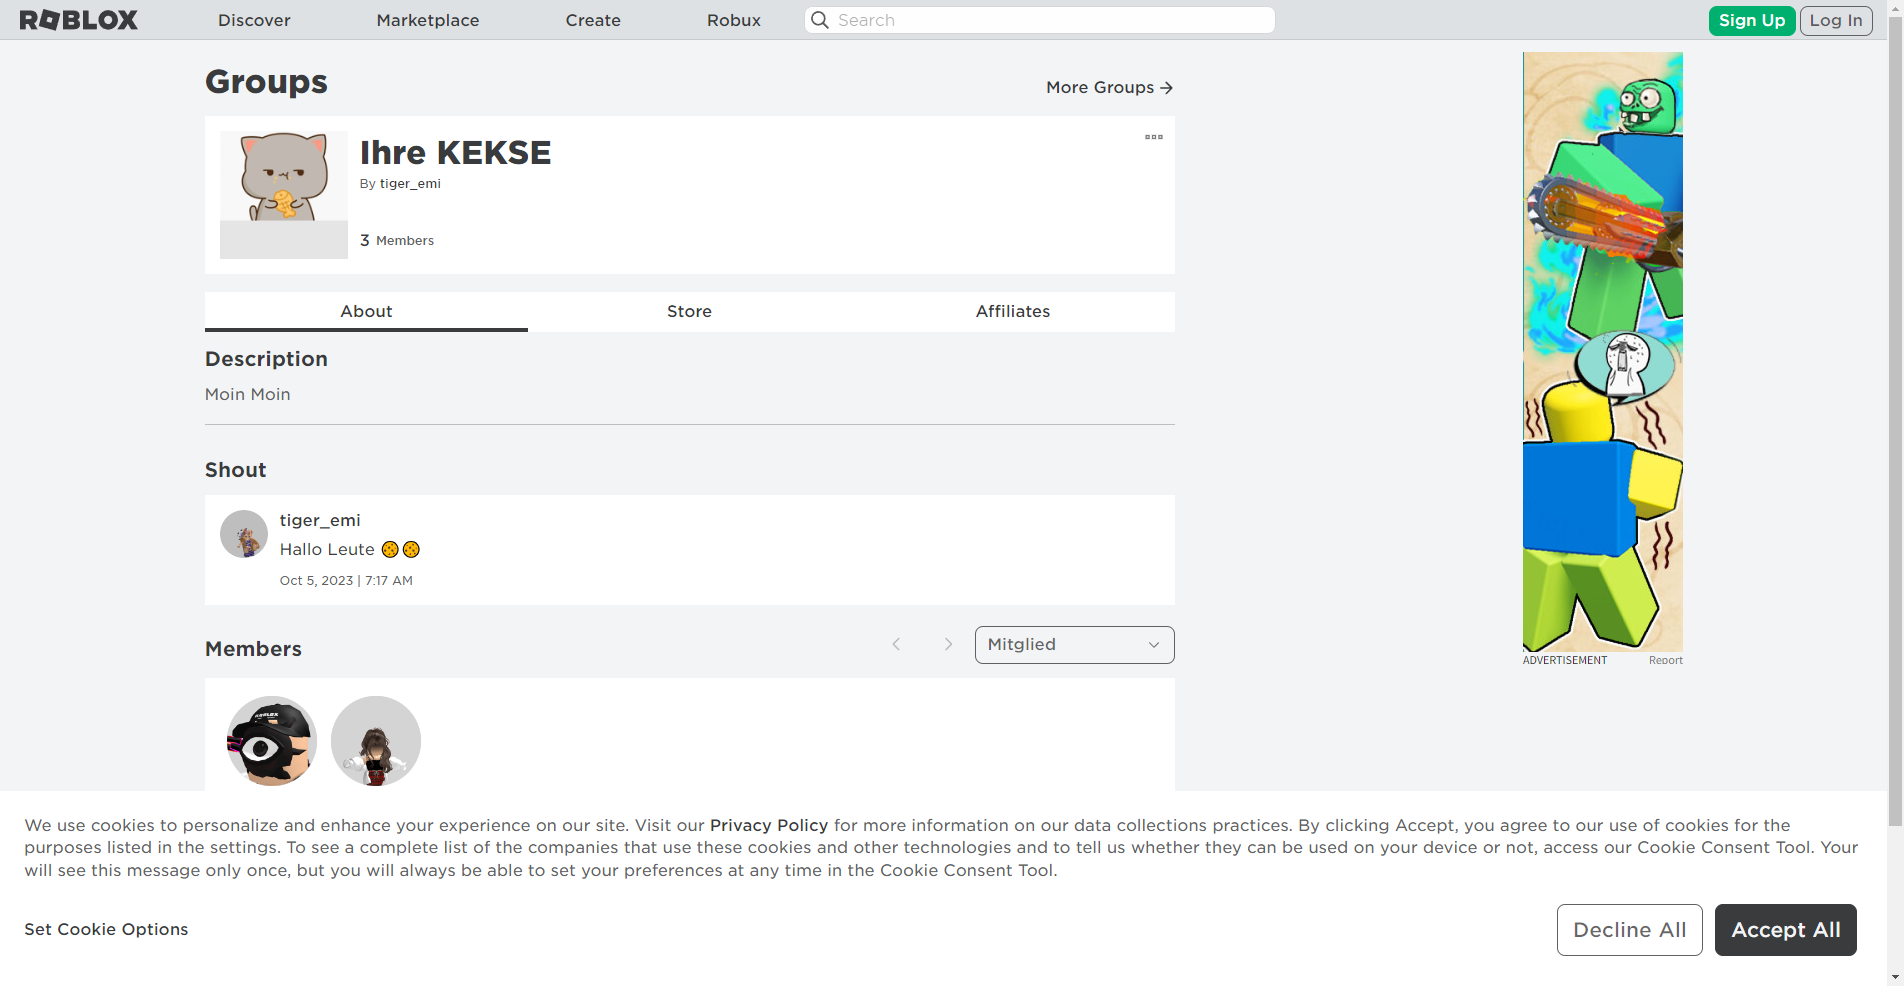 ROBLOX
Discover
Marketplace
Create
Robux
Search
Sign Up
Log In
Groups
More Groups
Ihre KEKSE
By tiger_emi
3 Members
About
Store
Affiliates
Description
Moin Moin
Shout
tiger_emi
Hallo Leute 🍪🍪
Oct 5, 2023 | 7:17 AM
Members
Mitglied
ROBLOX
ADVERTISEMENT
Report
We use cookies to personalize and enhance your experience on our site. Visit our Privacy Policy for more information on our data collections practices. By clicking Accept, you agree to our use of cookies for the
purposes listed in the settings. To see a complete list of the companies that use these cookies and other technologies and to tell us whether they can be used on your device or not, access our Cookie Consent Tool. Your
will see this message only once, but you will always be able to set your preferences at any time in the Cookie Consent Tool.
Set Cookie Options
Decline All
Accept All